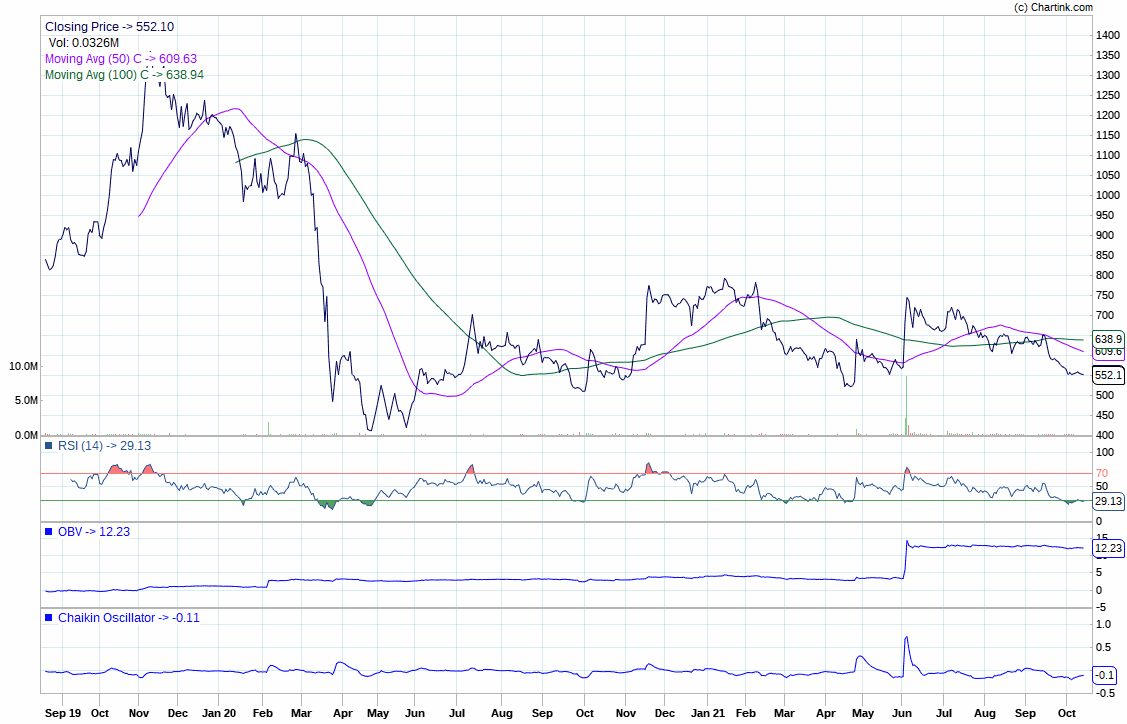 (c) Chartink.com
Closing Price -> 552.10
Vol: 0.0326M
Moving Avg (50) C -> 609.63
Moving Avg (100) C -> 638.94
1400
1350
1300
1250
1200
1150
1100
1050
1000
950
900
850
800
750
700
638.9
609.6
552.1
500
450
400
10.0M
5.0M
0.0M
RSI (14) -> 29.13
100
70
50
29.13
0
OBV -> 12.23
15
12.23
5
0
-5
Chaikin Oscillator -> -0.11
1.0
0.5
-0.1
-0.5
Sep 19 Oct Nov Dec Jan 20 Feb Mar Apr May Jun Jul Aug Sep Oct Nov Dec Jan 21 Feb Mar Apr May Jun Jul Aug Sep Oct